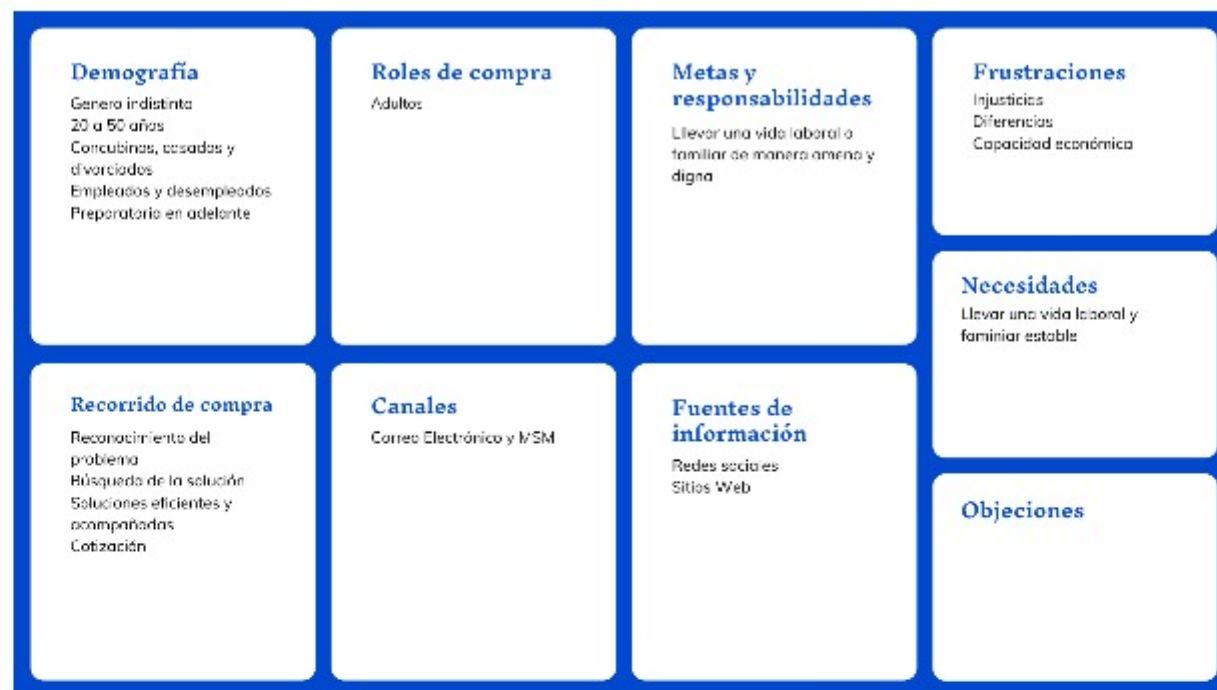 Demografía
Genero indistinto
20 a 50 años
Concubinos, casados y
divorciados
Empleados y desempleados
Preparatoria en adelante
Roles de compra
Adultos
Metas y
responsabilidades
Llevar una vida laboral o
familiar de manera amena y
digna
Frustraciones
Injusticias
Diferencias
Capacidad económica
Necesidades
Llevar una vida laboral y
faminiar estable
Recorrido de compra
Reconocimiento del
problema
Búsqueda de la solución
Soluciones eficientes y
acompañadas
Cotización
Canales
Correo Electrónico y MSM
Fuentes de
información
Redes sociales
Sitios Web
Objeciones